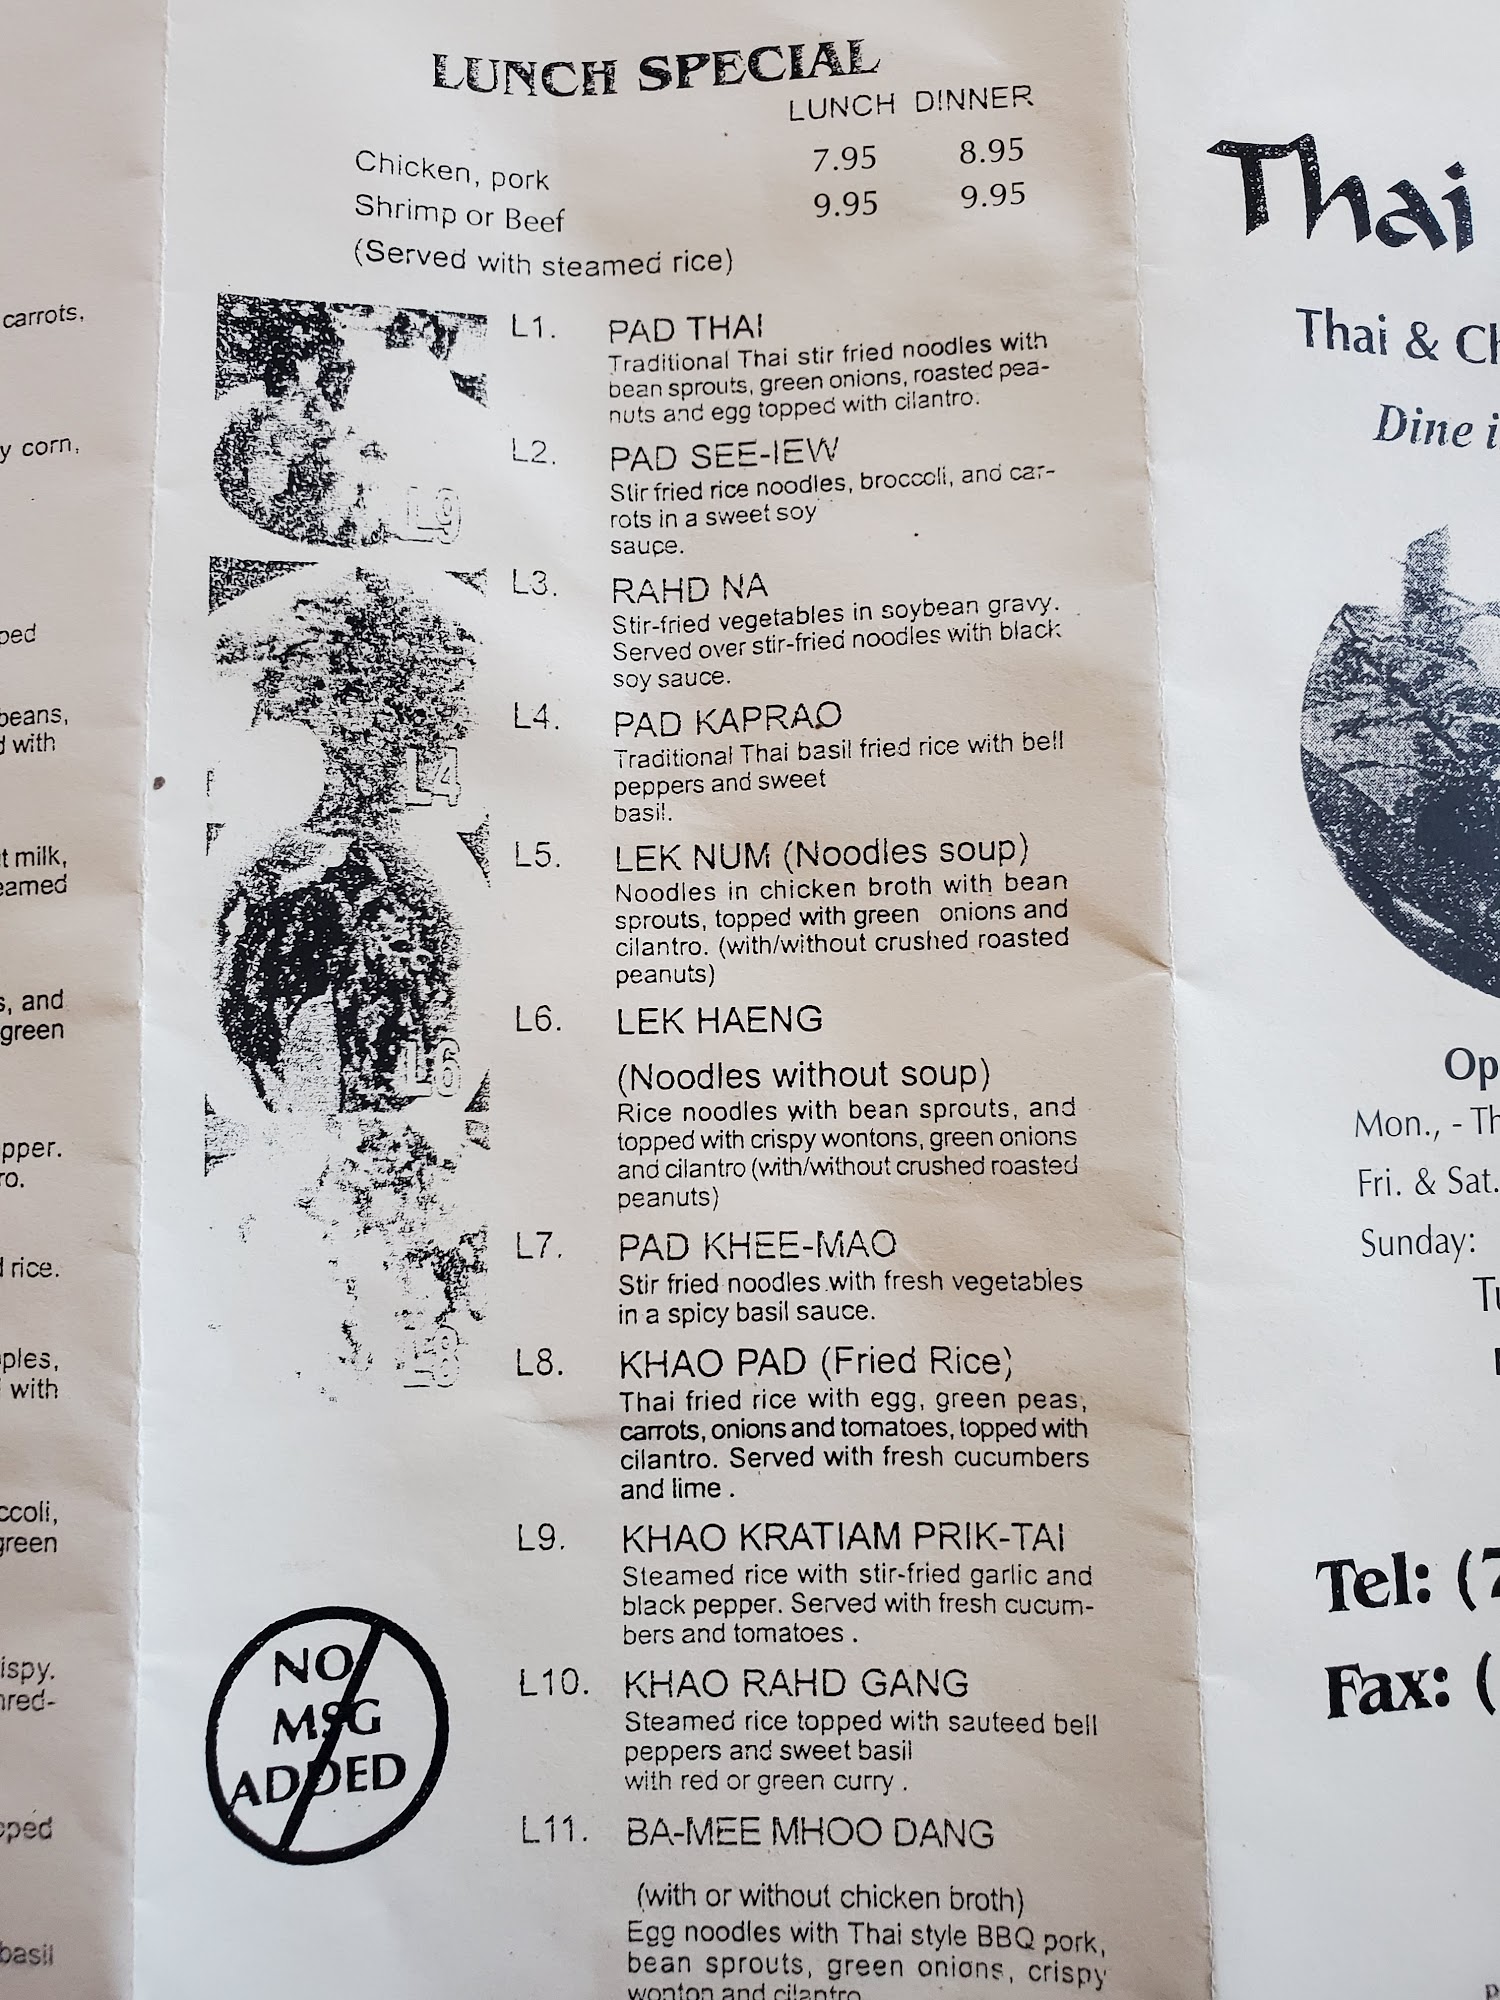 carrots,
y corn,
ped
beans,
d with
t milk,
eamed
s, and
green
pper.
ro.
d rice.
ples,
with
ccoli,
green
ispy.
hred-
pped
basil
LUNCH SPECIAL
LUNCH DINNER
Chicken, pork 7.95 8.95
Shrimp or Beef 9.95 9.95
(Served with steamed rice)
L9
L4
L6
L8
L1. PAD THAI
Traditional Thai stir fried noodles with
bean sprouts, green onions, roasted pea-
nuts and egg topped with cilantro.
L2. PAD SEE-IEW
Stir fried rice noodles, broccoli, and car-
rots in a sweet soy
sauce.
L3. RAHD NA
Stir-fried vegetables in soybean gravy.
Served over stir-fried noodles with black
soy sauce.
L4. PAD KAPRAO
Traditional Thai basil fried rice with bell
peppers and sweet
basil.
L5. LEK NUM (Noodles soup)
Noodles in chicken broth with bean
sprouts, topped with green onions and
cilantro. (with/without crushed roasted
peanuts)
L6. LEK HAENG
(Noodles without soup)
Rice noodles with bean sprouts, and
topped with crispy wontons, green onions
and cilantro (with/without crushed roasted
peanuts)
L7. PAD KHEE-MAO
Stir fried noodles with fresh vegetables
in a spicy basil sauce.
L8. KHAO PAD (Fried Rice)
Thai fried rice with egg, green peas,
carrots, onions and tomatoes, topped with
cilantro. Served with fresh cucumbers
and lime .
L9. KHAO KRATIAM PRIK-TAI
Steamed rice with stir-fried garlic and
black pepper. Served with fresh cucum-
bers and tomatoes .
L10. KHAO RAHD GANG
Steamed rice topped with sauteed bell
peppers and sweet basil
with red or green curry .
L11. BA-MEE MHOO DANG
(with or without chicken broth)
Egg noodles with Thai style BBQ pork,
bean sprouts, green onions, crispy
wonton and cilantro
NO
MSG
ADDED
Thai
Thai & Ch
Dine i
Op
Mon., - Th
Fri. & Sat.
Sunday:
Tu
Tel: (7
Fax: (